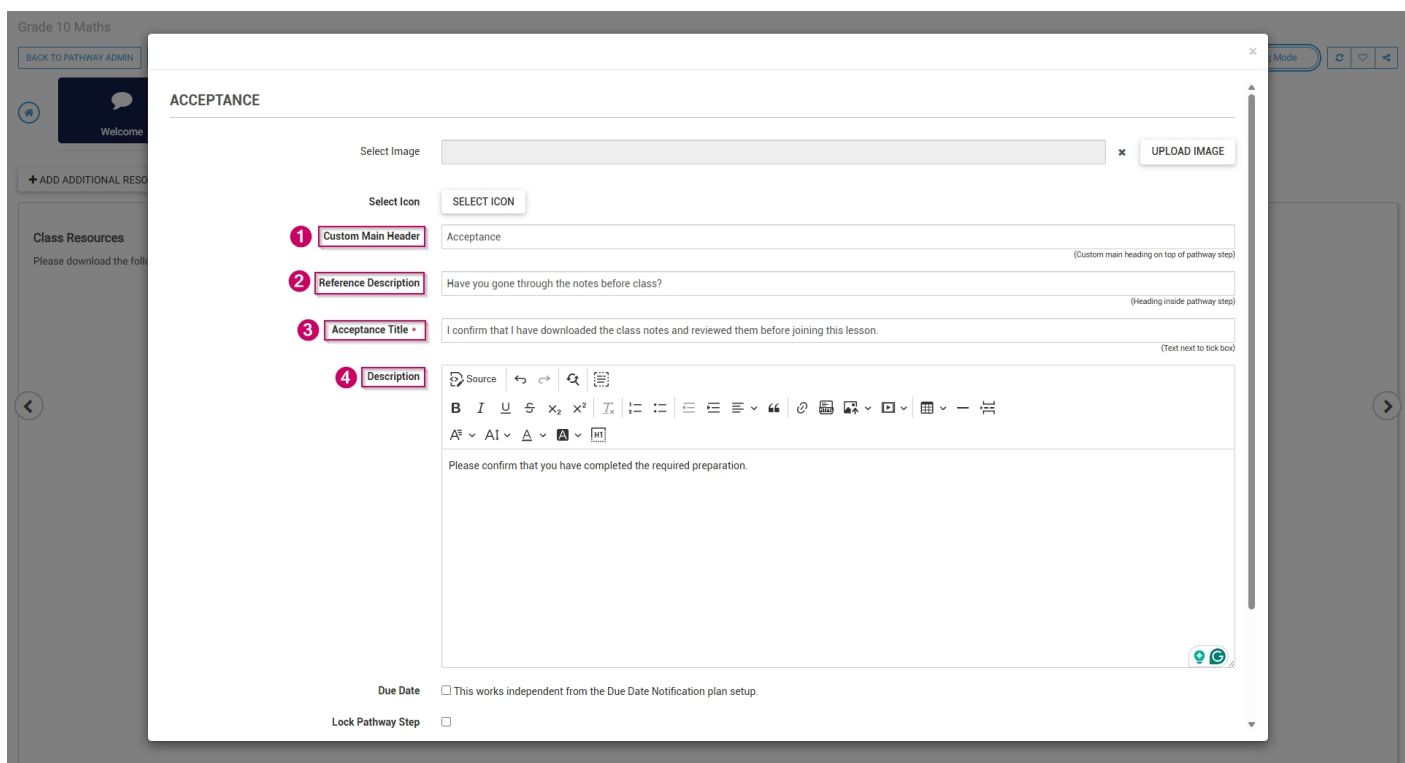 Grade 10 Maths
BACK TO PATHWAY ADMIN
Mode
×
Welcome
ADD ADDITIONAL RESO
Class Resources
Please download the foll
ACCEPTANCE
Select Image
UPLOAD IMAGE
Select Icon SELECT ICON
1 Custom Main Header Acceptance
(Custom main heading on top of pathway step)
2 Reference Description Have you gone through the notes before class?
(Heading inside pathway step)
3 Acceptance Title • I confirm that I have downloaded the class notes and reviewed them before joining this lesson.
(Text next to tick box)
4 Description
Source
B I U S x₂ x² Tx
A AI A A H1
Please confirm that you have completed the required preparation.
Due Date This works independent from the Due Date Notification plan setup.
Lock Pathway Step